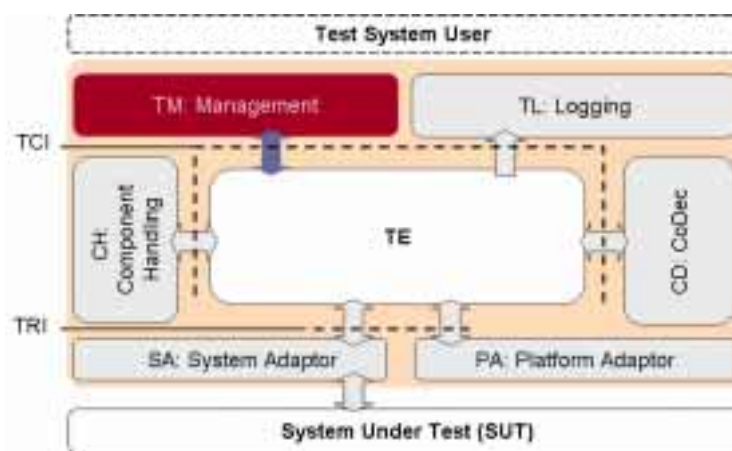 Test System User
TM: Management
TL: Logging
TCI
CH:
Component
Handling
TE
CD: CoDec
TRI
SA: System Adaptor
PA: Platform Adaptor
System Under Test (SUT)